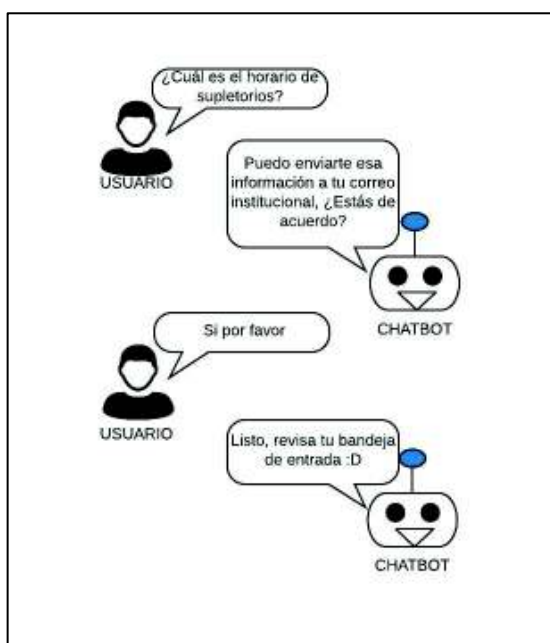 ¿Cuál es el horario de
supletorios?
USUARIO
Puedo enviarte esa
información a tu correo
institucional, ¿Estás de
acuerdo?
CHATBOT
Si por favor
USUARIO
Listo, revisa tu bandeja
de entrada :D
CHATBOT